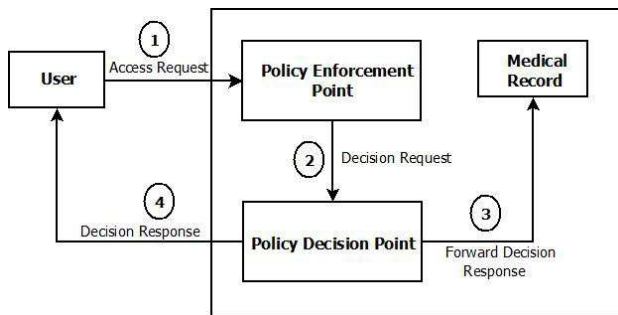 1
User
Access Request
Policy Enforcement
Point
Medical
Record
2
Decision Request
4
Decision Response
Policy Decision Point
3
Forward Decision
Response